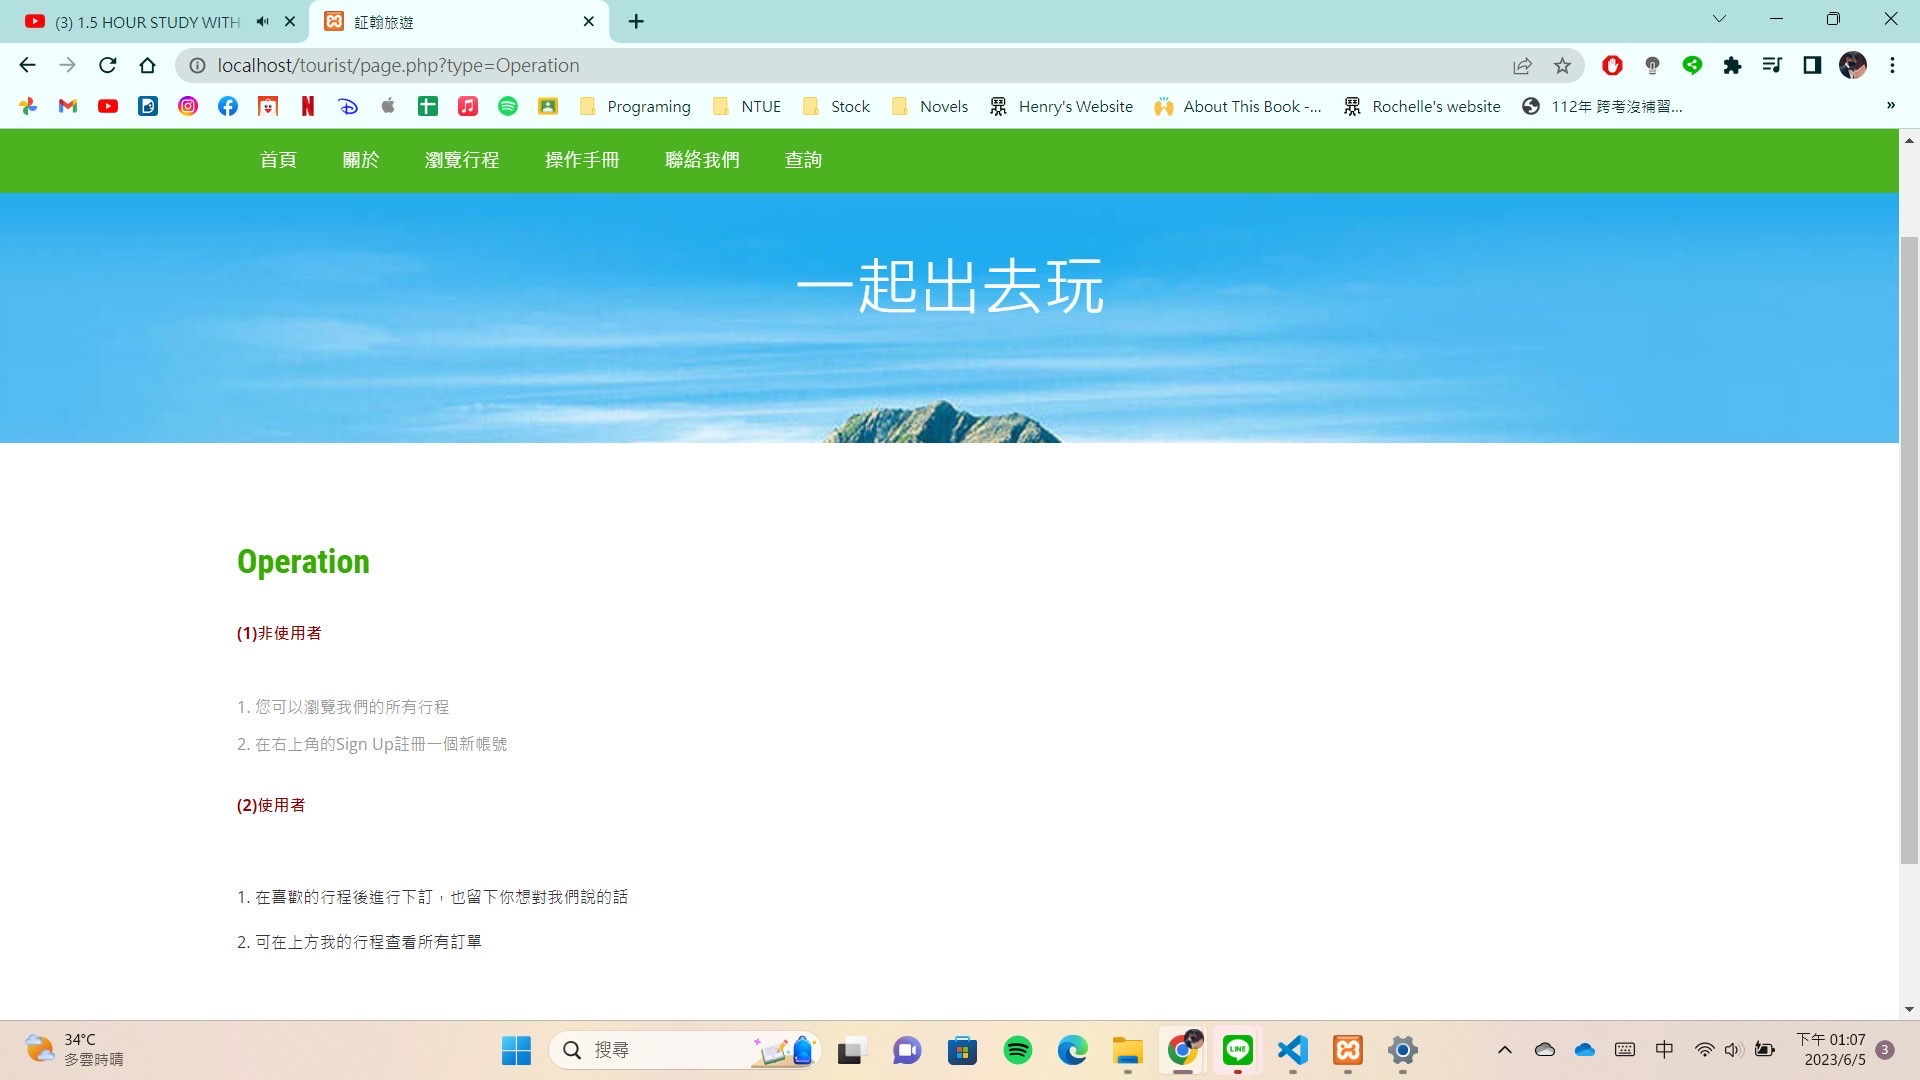 (3) 1.5 HOUR STUDY WITH
証翰旅遊
localhost/tourist/page.php?type=Operation
Programing
NTUE
Stock
Novels
Henry's Website
About This Book -...
Rochelle's website
112年 跨考沒補習...
首頁
關於
瀏覽行程
操作手冊
聯絡我們
查詢
一起出去玩
Operation
(1)非使用者
1. 您可以瀏覽我們的所有行程
2. 在右上角的Sign Up註冊一個新帳號
(2)使用者
1. 在喜歡的行程後進行下訂，也留下你想對我們說的話
2. 可在上方我的行程查看所有訂單
34°C
多雲時晴
搜尋
LINE
中
下午 01:07
2023/6/5
3